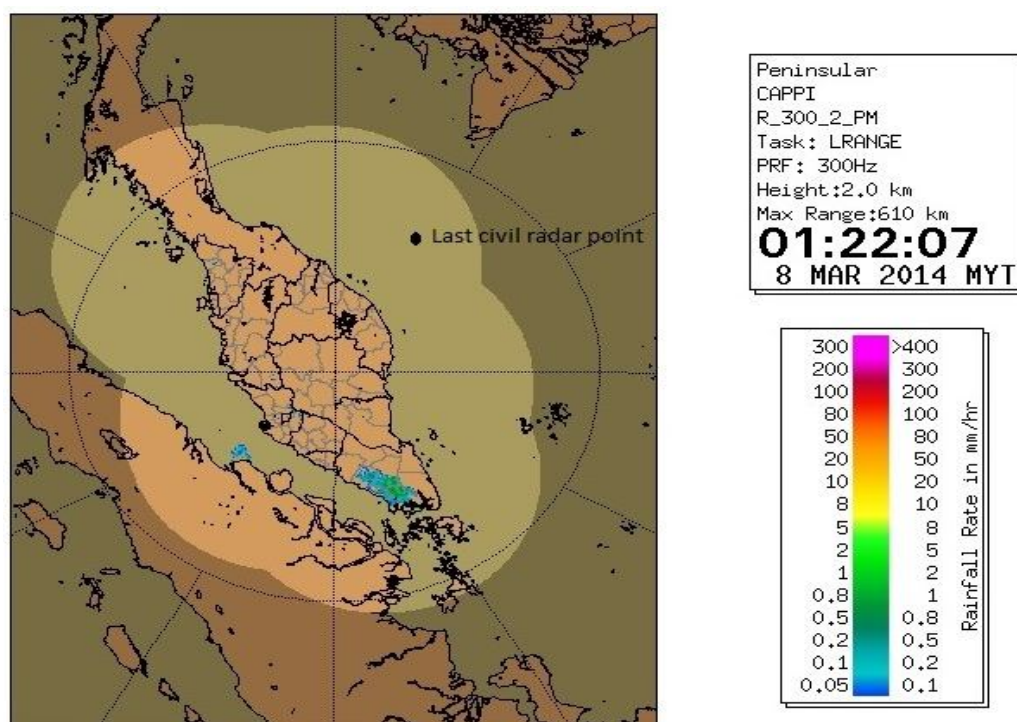 Last civil radar point
Peninsular
CAPPI
R_300_2_PM
Task: LRANGE
PRF: 300Hz
Height:2.0 km
Max Range:610 km
01:22:07
8 MAR 2014 MYT
300 >400
200 300
100 200
80 100
50 80
20 50
10 20
8 10
5 8
2 5
1 2
0.8 1
0.5 0.8
0.2 0.5
0.1 0.2
0.05 0.1
Rainfall Rate in mm/hr